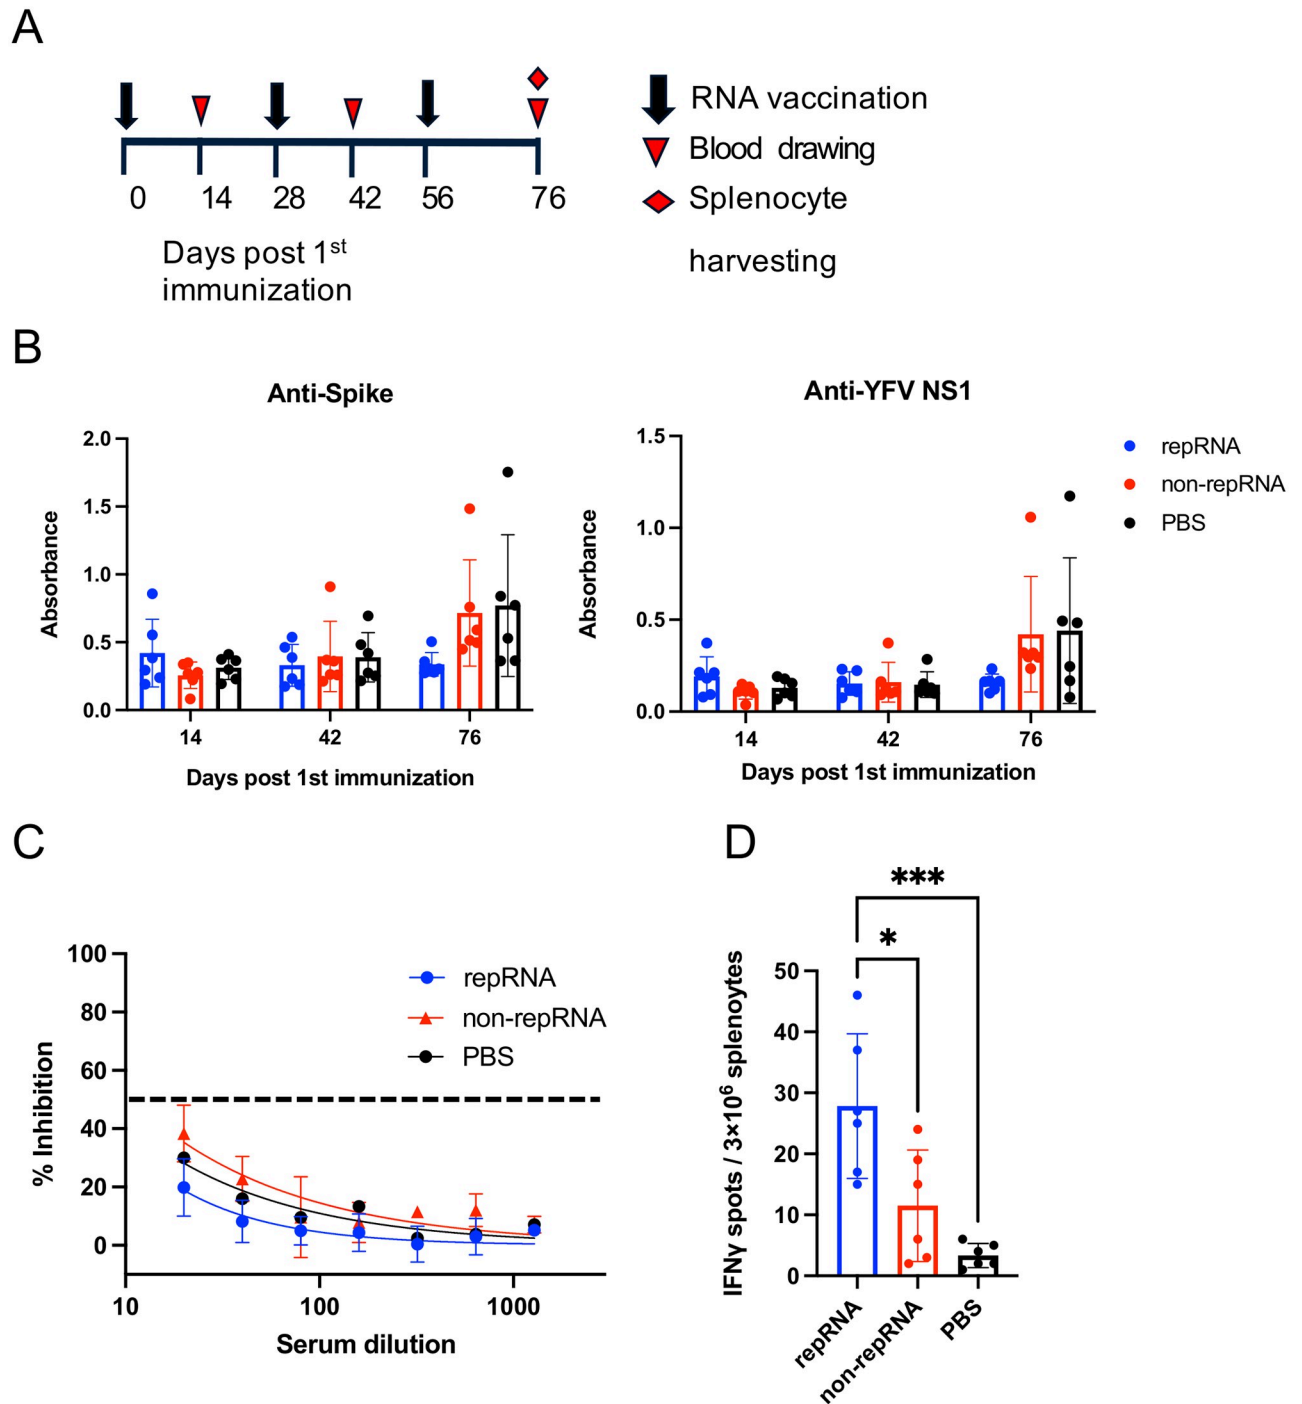 A
RNA vaccination
Blood drawing
Splenocyte
harvesting
0 14 28 42 56 76
Days post 1st
immunization
B
Anti-Spike
2.0
1.5
1.0
0.5
0.0
Absorbance
14 42 76
Days post 1st immunization
Anti-YFV NS1
1.5
1.0
0.5
0.0
Absorbance
14 42 76
Days post 1st immunization
repRNA
non-repRNA
PBS
C
100
80
60
40
20
0
% Inhibition
10 100 1000
Serum dilution
repRNA
non-repRNA
PBS
D
***
*
50
40
30
20
10
0
IFNγ spots / 3×10⁶ splenoytes
repRNA
non-repRNA
PBS